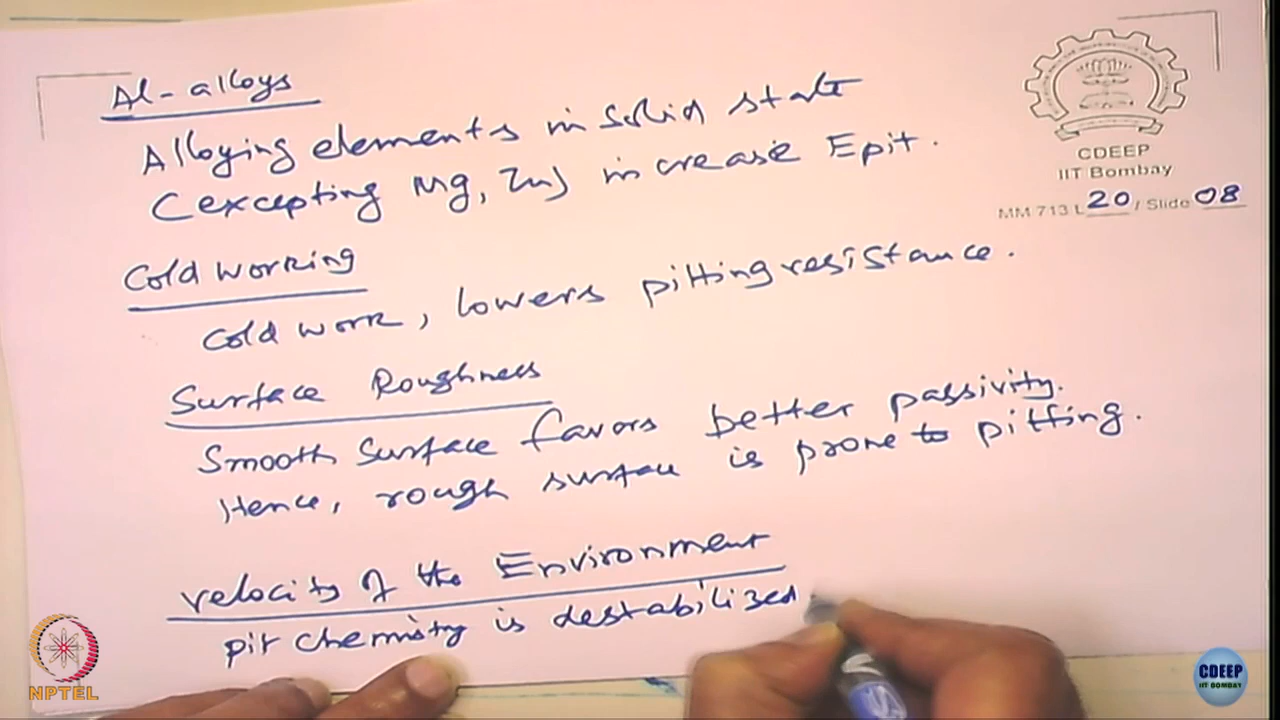 Al-alloys
Alloying elements in solid state
(excepting Mg, Zn) increase Epit.
Cold working
Cold work, lowers pitting resistance.
Surface Roughness
Smooth surface favors better passivity.
Hence, rough surface is prone to pitting.
velocity of the Environment
pit chemistry is destabilized
CDEEP
IIT Bombay
MM 713 L 20 / Slide 08
NPTEL
CDEEP
IIT BOMBAY